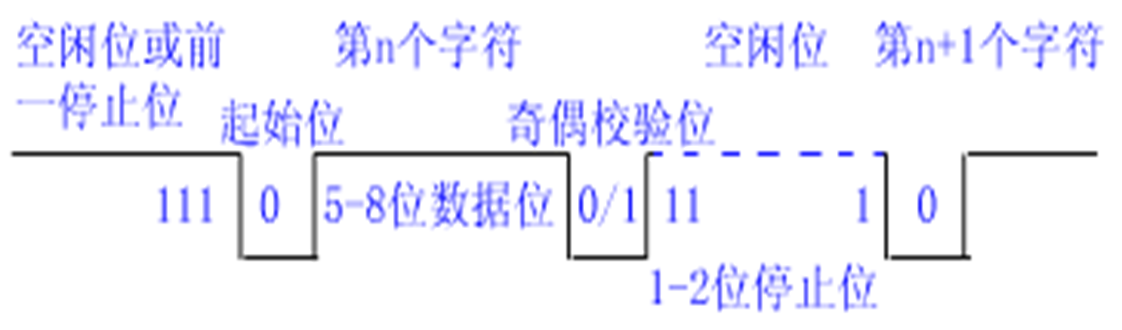 空闲位或前
一停止位
第n个字符
空闲位
第n+1个字符
起始位
奇偶校验位
111
0
5-8位数据位
0/1
11
1
0
1-2位停止位